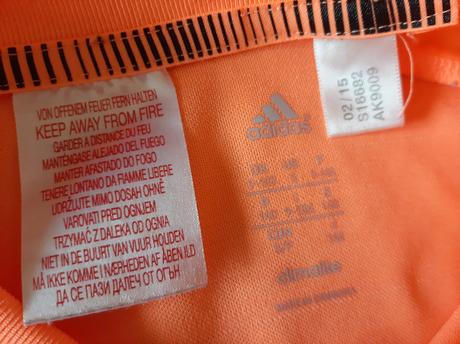 VON OFFENEM FEUER FERN HALTEN
KEEP AWAY FROM FIRE
GARDER A DISTANCE DU FEU
MANTÉNGASE ALEJADO DEL FUEGO
MANTER AFASTADO DO FOGO
TENERE LONTANO DA FIAMME LIBERE
UDRŽUTE MIMO DOSAH OHNĚ
VAROVATI PRED OGNJEM
TRZYMAĆ Z DALEKA OD OGNIA
NIET IN DE BUURT VAN VUUR HOUDEN
MÅ IKKE KOMME I NÆRHEDEN AF ÅBEN ILD
ДА СЕ ПАЗИ ДАЛЕЧ ОТ ОГЪН
adidas
climalite
02/15
S16682
AK9009